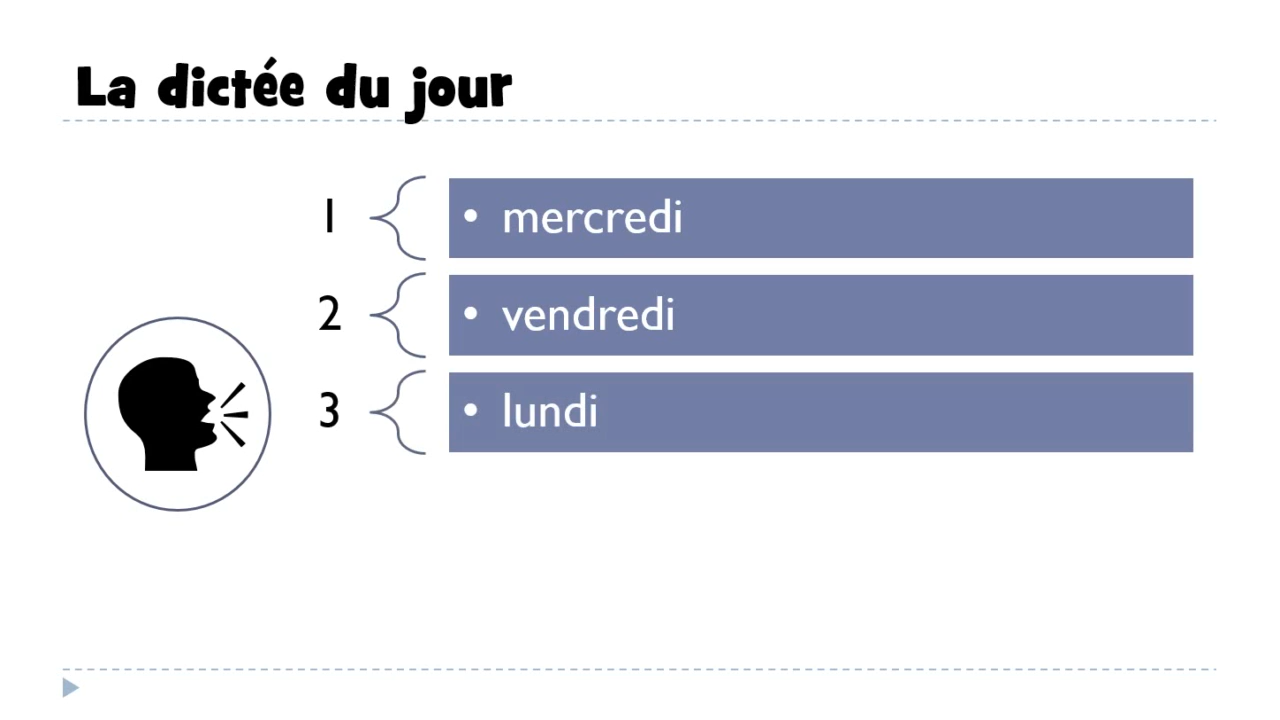 La dictée du jour
1
• mercredi
2
• vendredi
3
• lundi